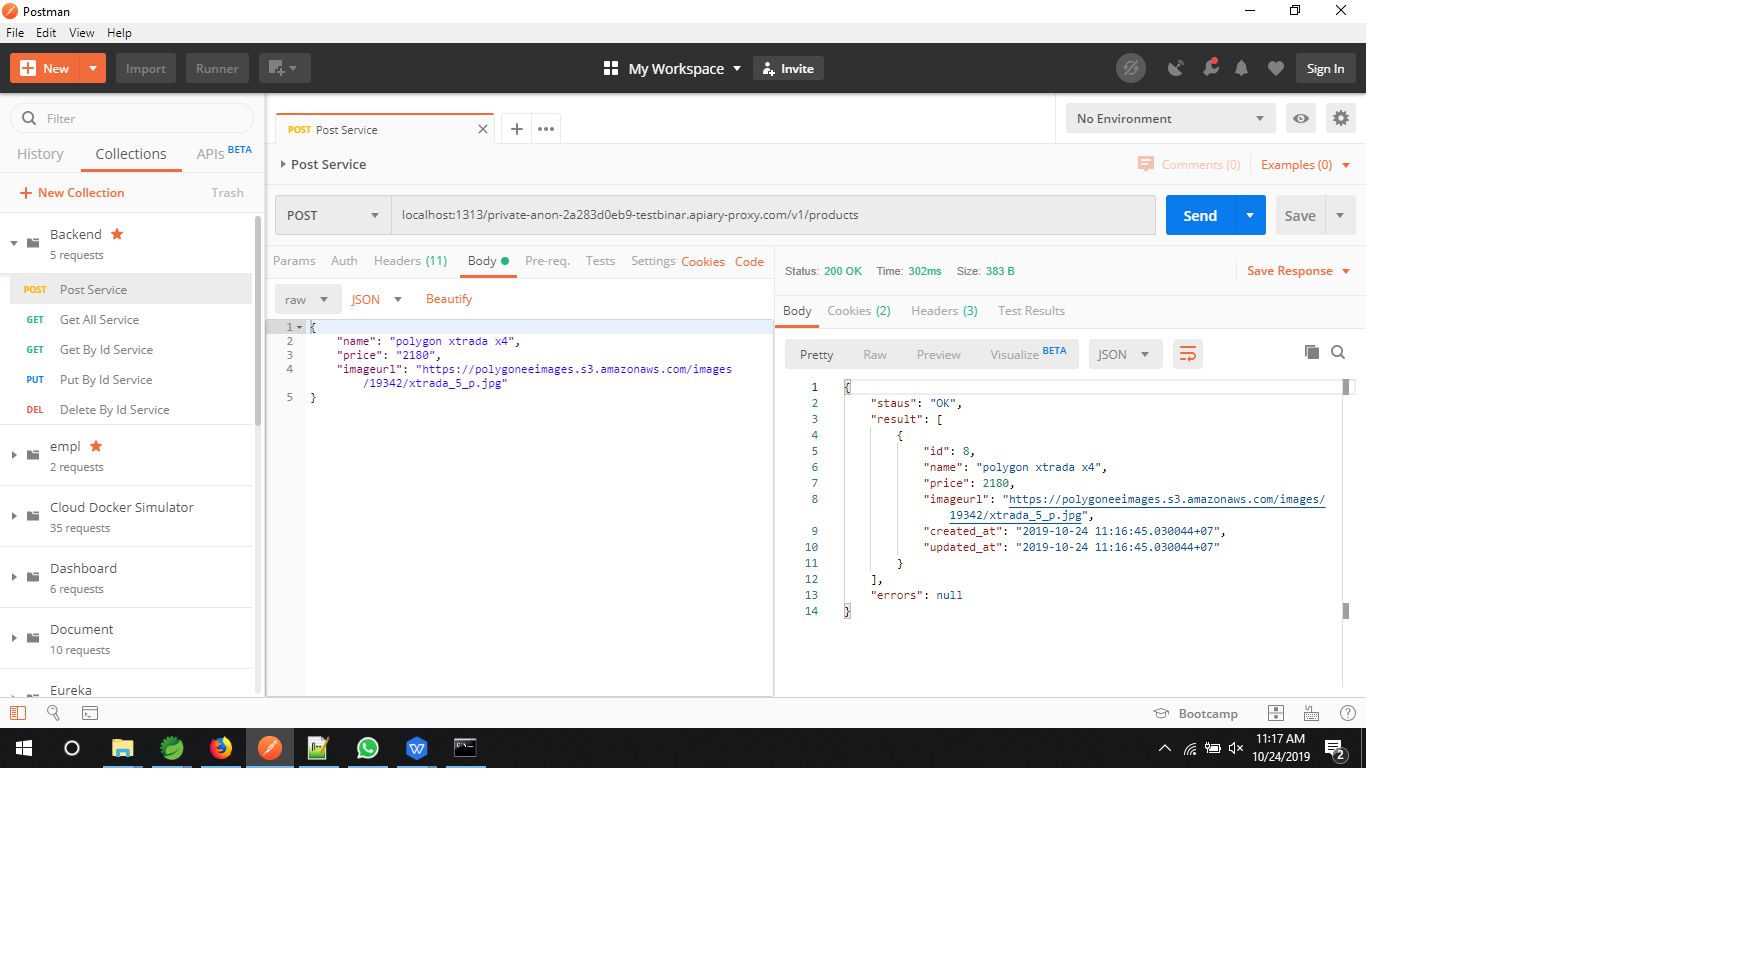 Postman
File Edit View Help
New Import Runner My Workspace Invite Sign In
Filter
History Collections APIs BETA
New Collection Trash
Backend
5 requests
POST Post Service
GET Get All Service
GET Get By Id Service
PUT Put By Id Service
DEL Delete By Id Service
empl
2 requests
Cloud Docker Simulator
35 requests
Dashboard
6 requests
Document
10 requests
Eureka
POST Post Service
No Environment
Post Service
Comments (0) Examples (0)
POST localhost:1313/private-anon-2a283d0eb9-testbinar.apiary-proxy.com/v1/products Send Save
Params Auth Headers (11) Body Pre-req. Tests Settings Cookies Code
raw JSON Beautify
1 {
2 "name": "polygon xtrada x4",
3 "price": "2180",
4 "imageurl": "https://polygoneeimages.s3.amazonaws.com/images
/19342/xtrada_5_p.jpg"
5 }
Status: 200 OK Time: 302ms Size: 383 B Save Response
Body Cookies (2) Headers (3) Test Results
Pretty Raw Preview Visualize BETA JSON
1 {
2 "staus": "OK",
3 "result": [
4 {
5 "id": 8,
6 "name": "polygon xtrada x4",
7 "price": 2180,
8 "imageurl": "https://polygoneeimages.s3.amazonaws.com/images/
19342/xtrada_5_p.jpg",
9 "created_at": "2019-10-24 11:16:45.030044+07",
10 "updated_at": "2019-10-24 11:16:45.030044+07"
11 }
12 ],
13 "errors": null
14 }
Bootcamp
11:17 AM
10/24/2019
2